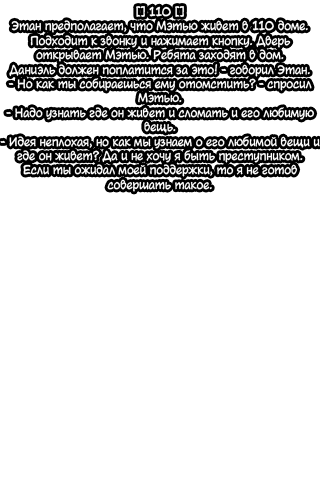 110
Этан предполагает, что Мэтью живет в 110 доме.
Подходит к звонку и нажимает кнопку. Дверь
открывает Мэтью. Ребята заходят в дом.
Даниэль должен поплатится за это! - говорил Этан.
- Но как ты собираешься ему отомстить? - спросил
Мэтью.
- Надо узнать где он живет и сломать и его любимую
вещь.
- Идея неплохая, но как мы узнаем о его любимой вещи и
где он живет? Да и не хочу я быть преступником.
Если ты ожидал моей поддержки, то я не готов
совершать такое.